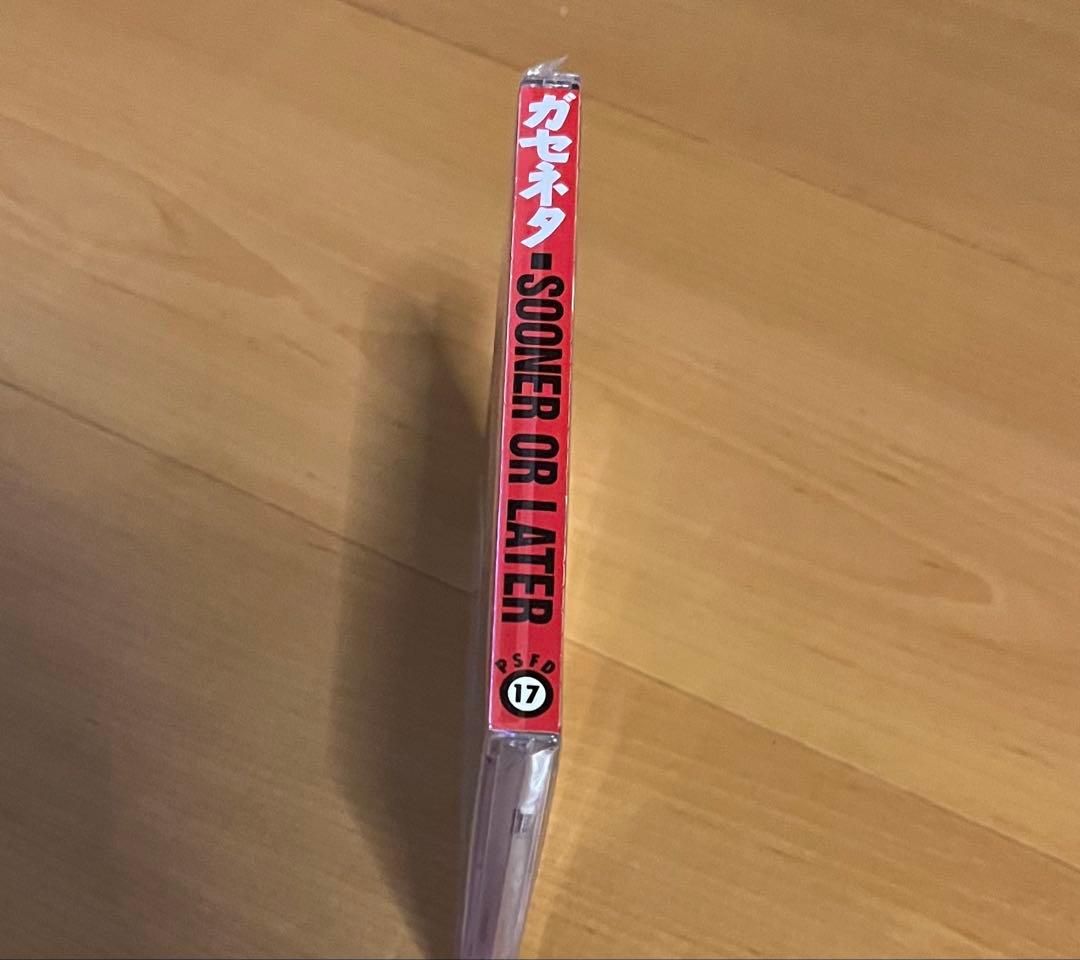 ガセネタ■SOONER OR LATER
PSFD
17